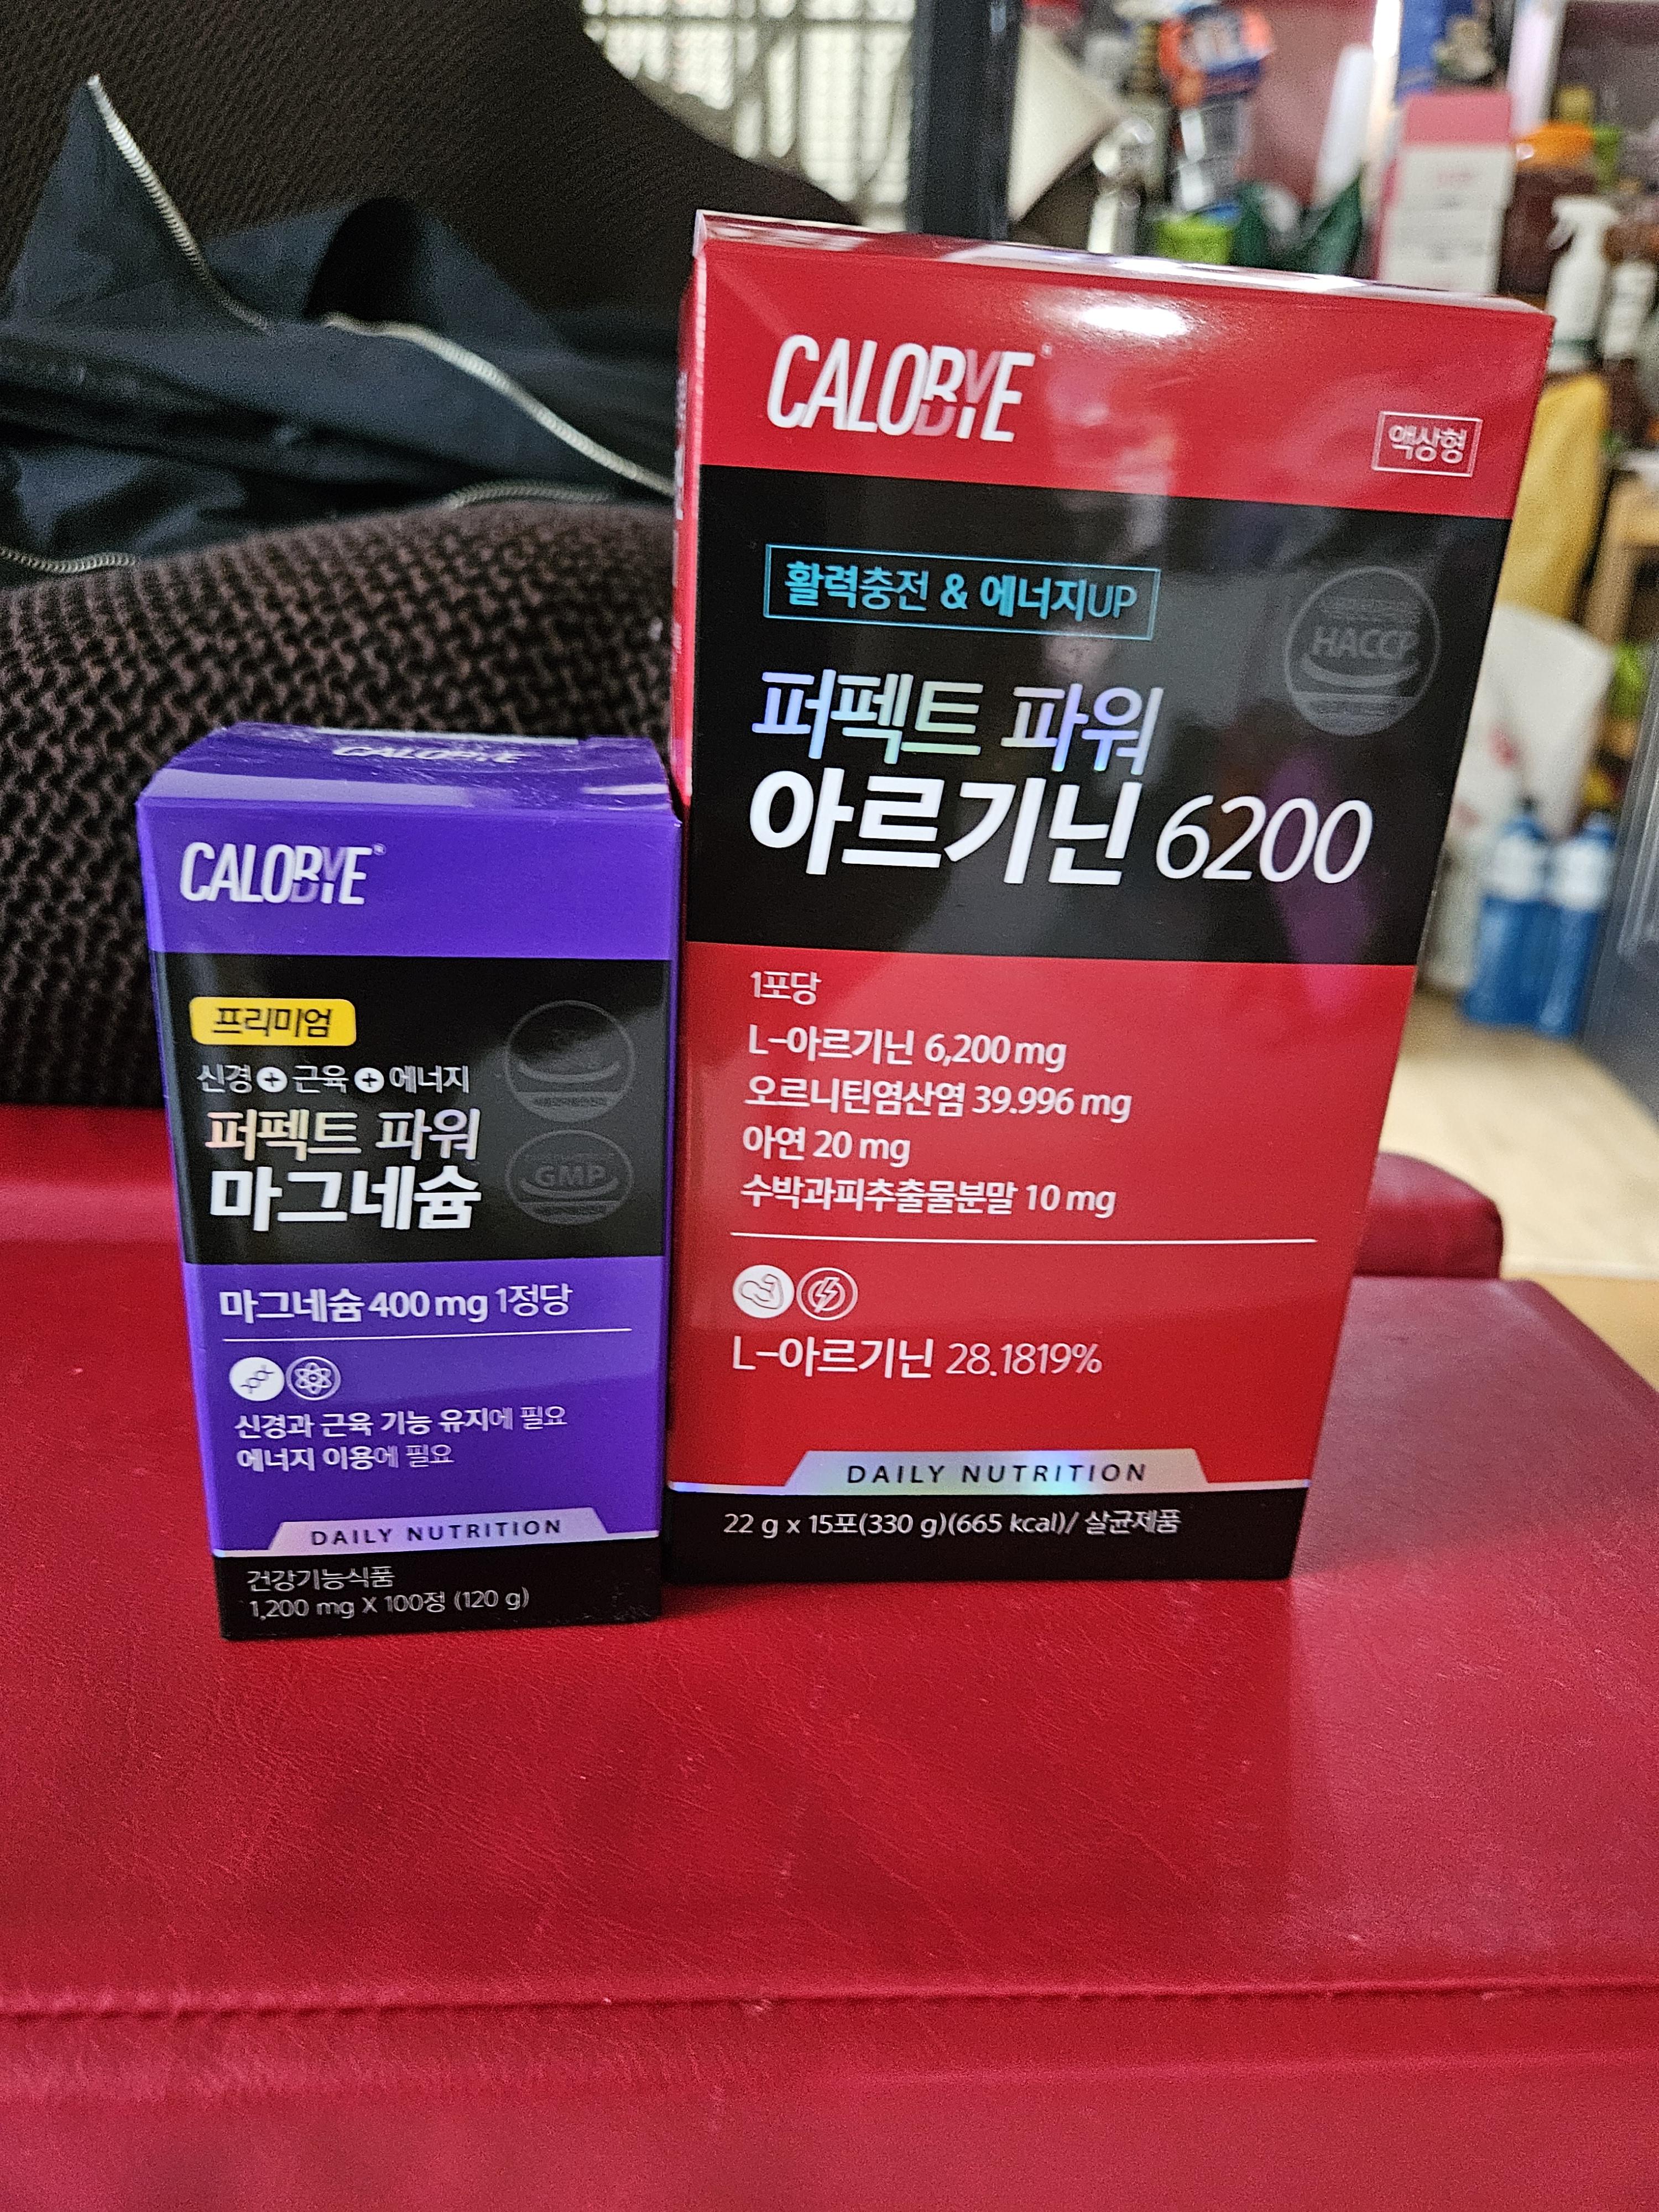 CALOBYE
CALOBYE
프리미엄
신경+근육+에너지
퍼펙트 파워
마그네슘
GMP
마그네슘 400mg 1정당
신경과 근육 기능 유지에 필요
에너지 이용에 필요
DAILY NUTRITION
건강기능식품
1,200 mg X 100정 (120 g)
CALOBYE
액상형
활력충전 & 에너지UP
HACCP
퍼펙트 파워
아르기닌 6200
1포당
L-아르기닌 6,200mg
오르니틴염산염 39.996 mg
아연 20 mg
수박과피추출물분말 10 mg
L-아르기닌 28.1819%
DAILY NUTRITION
22 g x 15포(330 g)(665 kcal)/ 살균제품